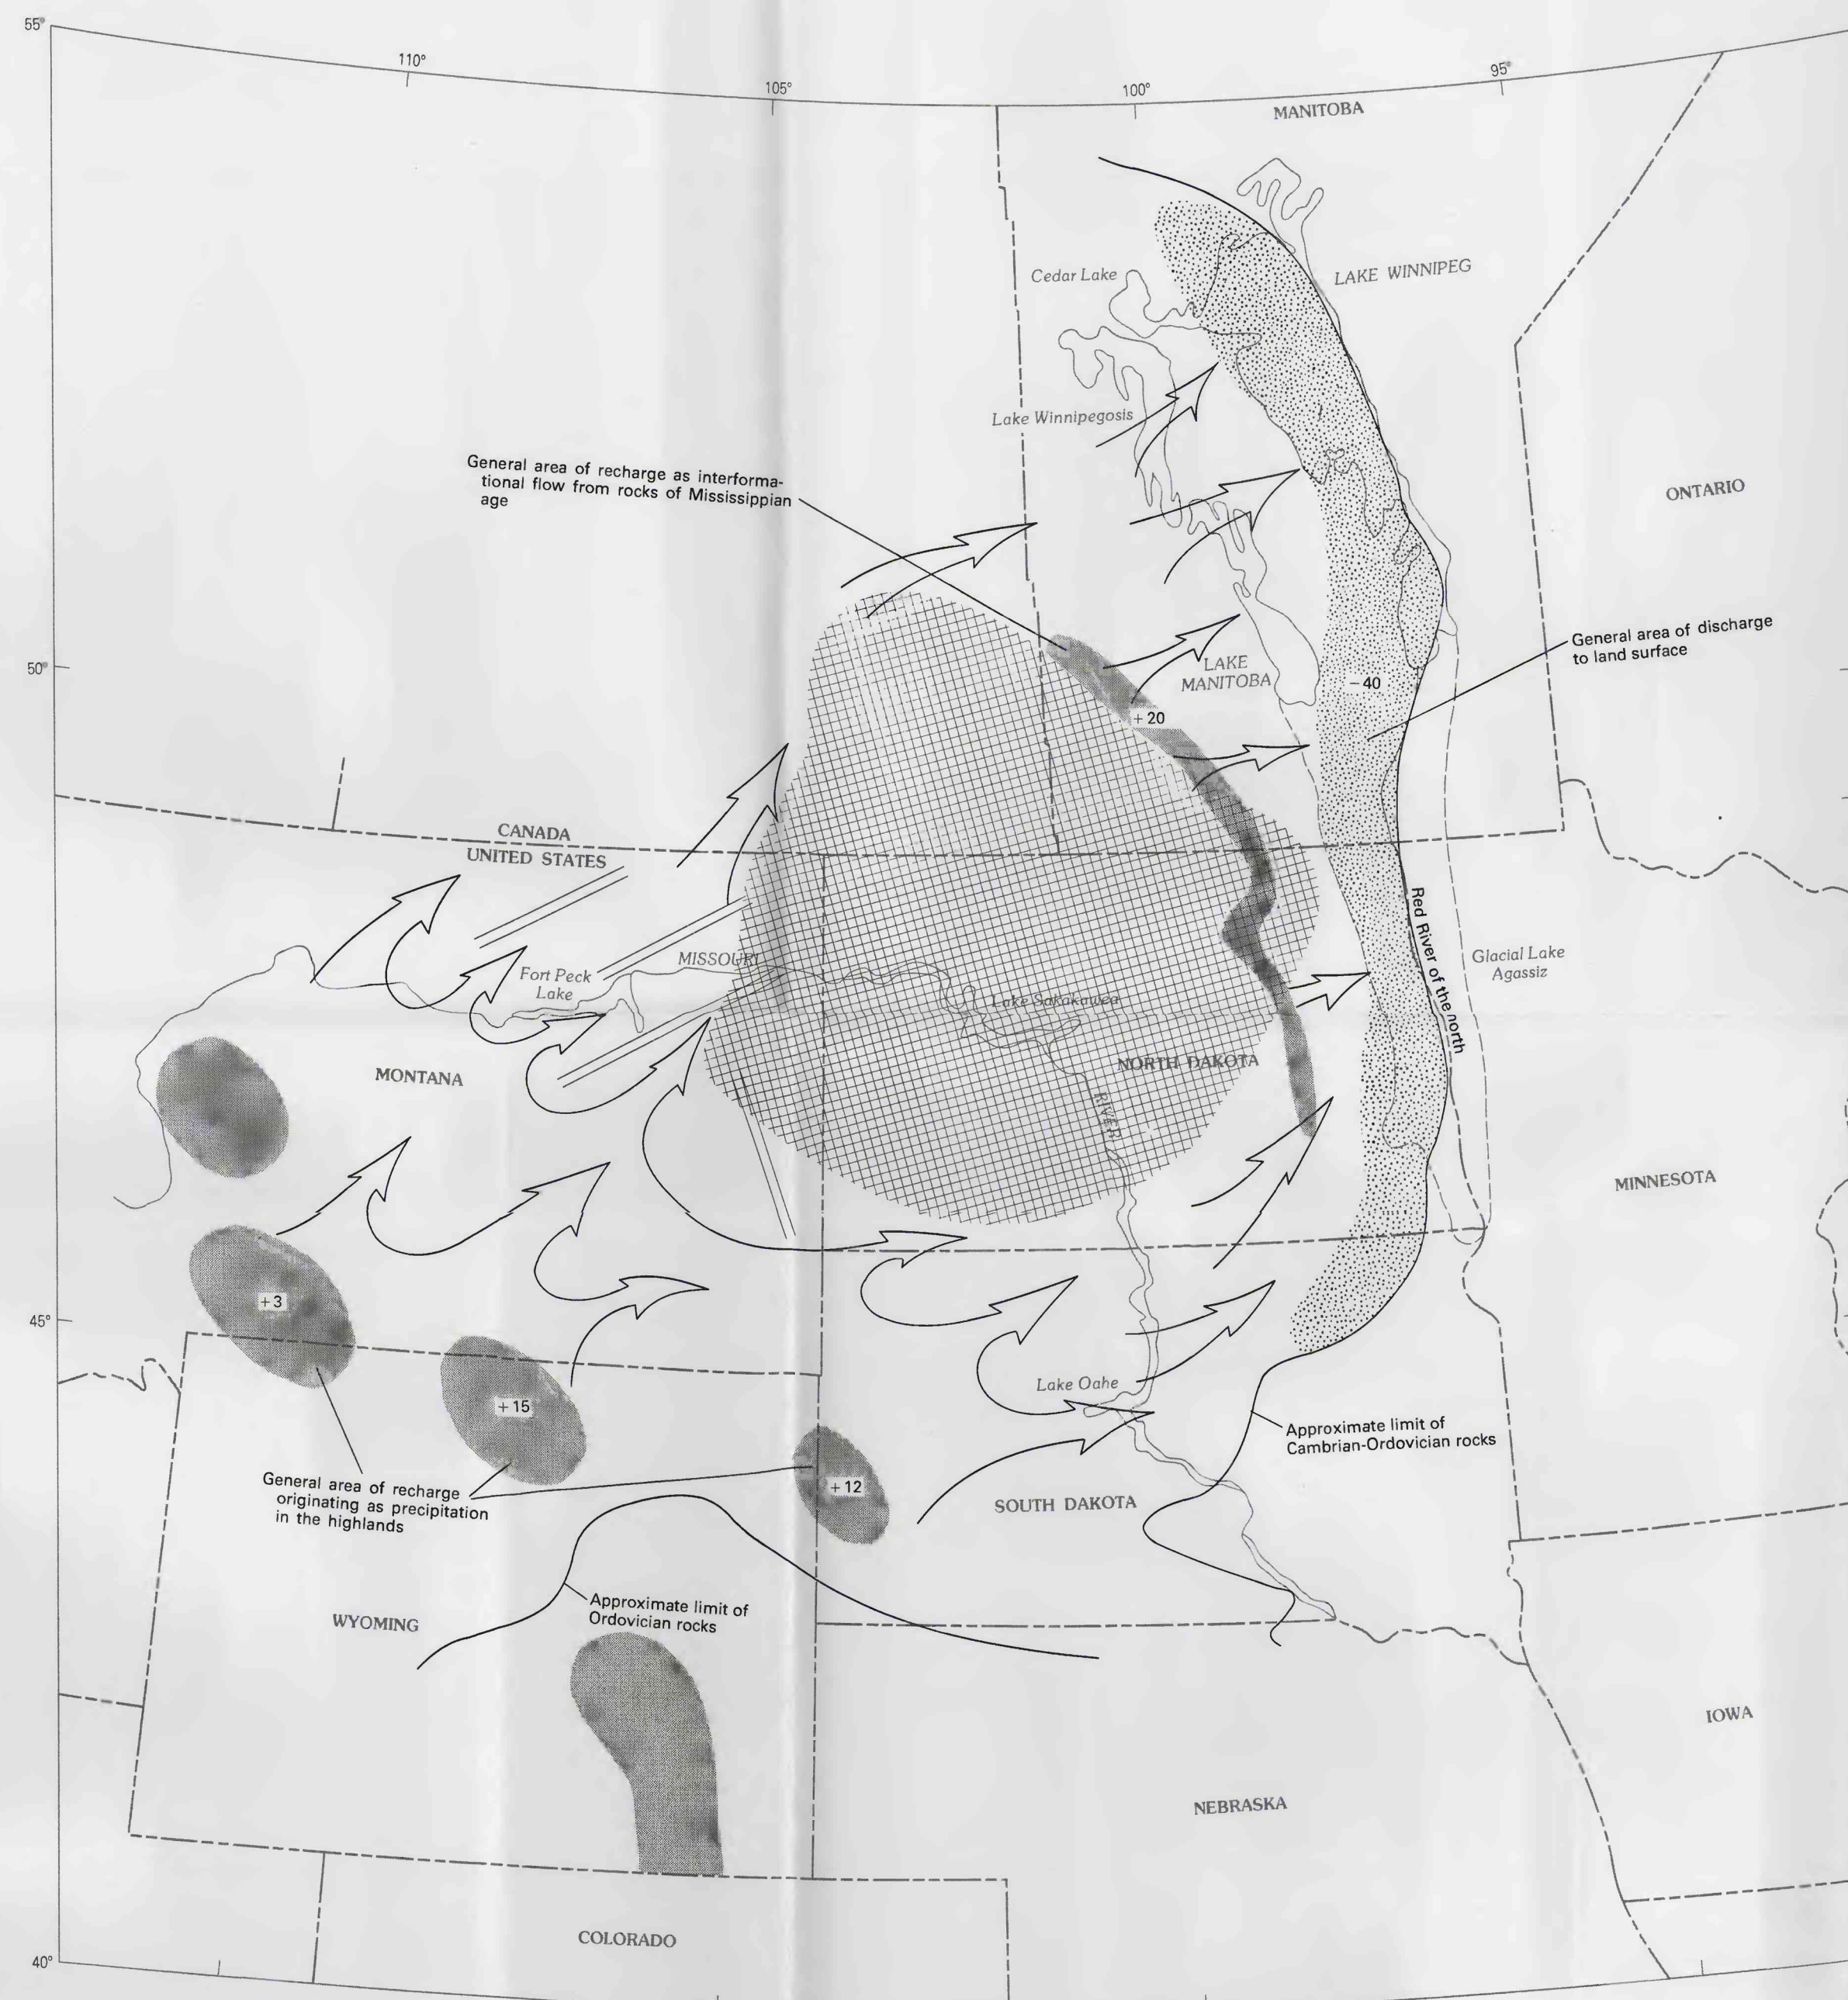 55°
110°
105°
100°
95°
MANITOBA
Cedar Lake
LAKE WINNIPEG
Lake Winnipegosis
General area of recharge as interforma-
tional flow from rocks of Mississippian
age
ONTARIO
General area of discharge
to land surface
50°
LAKE
MANITOBA
-40
+20
CANADA
UNITED STATES
Red River of the north
MISSOURI
Fort Peck
Lake
Glacial Lake
Agassiz
Lake Sakakawea
MONTANA
NORTH DAKOTA
RIVER
MINNESOTA
+3
45°
+15
Lake Oahe
Approximate limit of
Cambrian-Ordovician rocks
General area of recharge
originating as precipitation
in the highlands
+12
SOUTH DAKOTA
Approximate limit of
Ordovician rocks
WYOMING
IOWA
NEBRASKA
COLORADO
40°